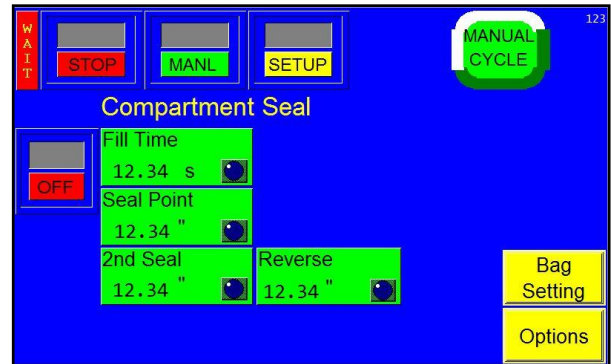 WAIT
STOP
MANL
SETUP
MANUAL
CYCLE
123
Compartment Seal
OFF
Fill Time
12.34 s
Seal Point
12.34 "
2nd Seal
12.34 "
Reverse
12.34 "
Bag
Setting
Options